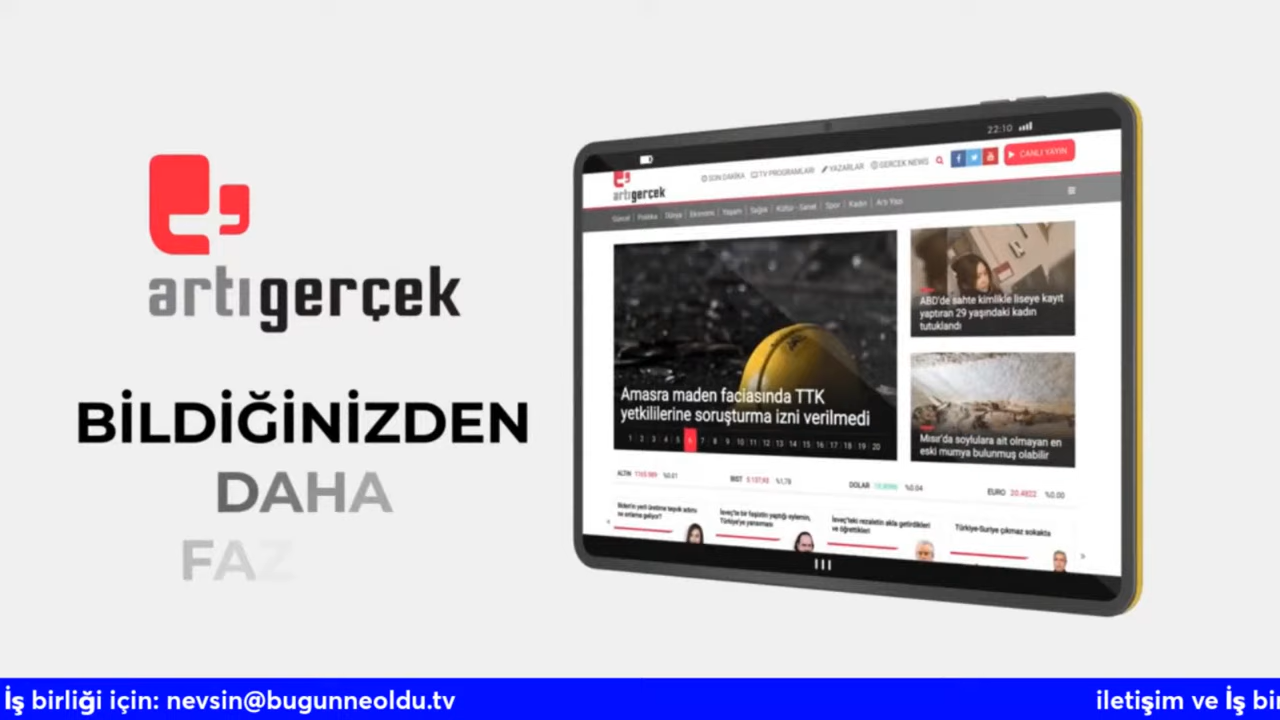 artıgerçek
BİLDİĞİNİZDEN
DAHA
FAZ
22:10
artıgerçek
SON DAKİKA
TV PROGRAMLARI
YAZARLAR
GERÇEK NEWS
CANLI YAYIN
Güncel | Politika | Dünya | Ekonomi | Yaşam | Sağlık | Kültür - Sanat | Spor | Kadın | Artı Yazı
Amasra maden faciasında TTK
yetkililerine soruşturma izni verilmedi
1 2 3 4 5 6 7 8 9 10 11 12 13 14 15 16 17 18 19 20
ABD'de sahte kimlikle liseye kayıt
yaptıran 29 yaşındaki kadın
tutuklandı
Mısır'da soylulara ait olmayan en
eski mumya bulunmuş olabilir
ALTIN
%0.01
BIST
%1,78
DOLAR
%0.04
EURO 20.4822 %0.00
İsveç'te bir faşistin yaptığı eylemin,
Türkiye'ye yansıması
İsveç'teki rezaletin akla getirdikleri
ve öğrettikleri
Türkiye-Suriye çıkmaz sokakta
İş birliği için: nevsin@bugunneoldu.tv
iletişim ve İş bir